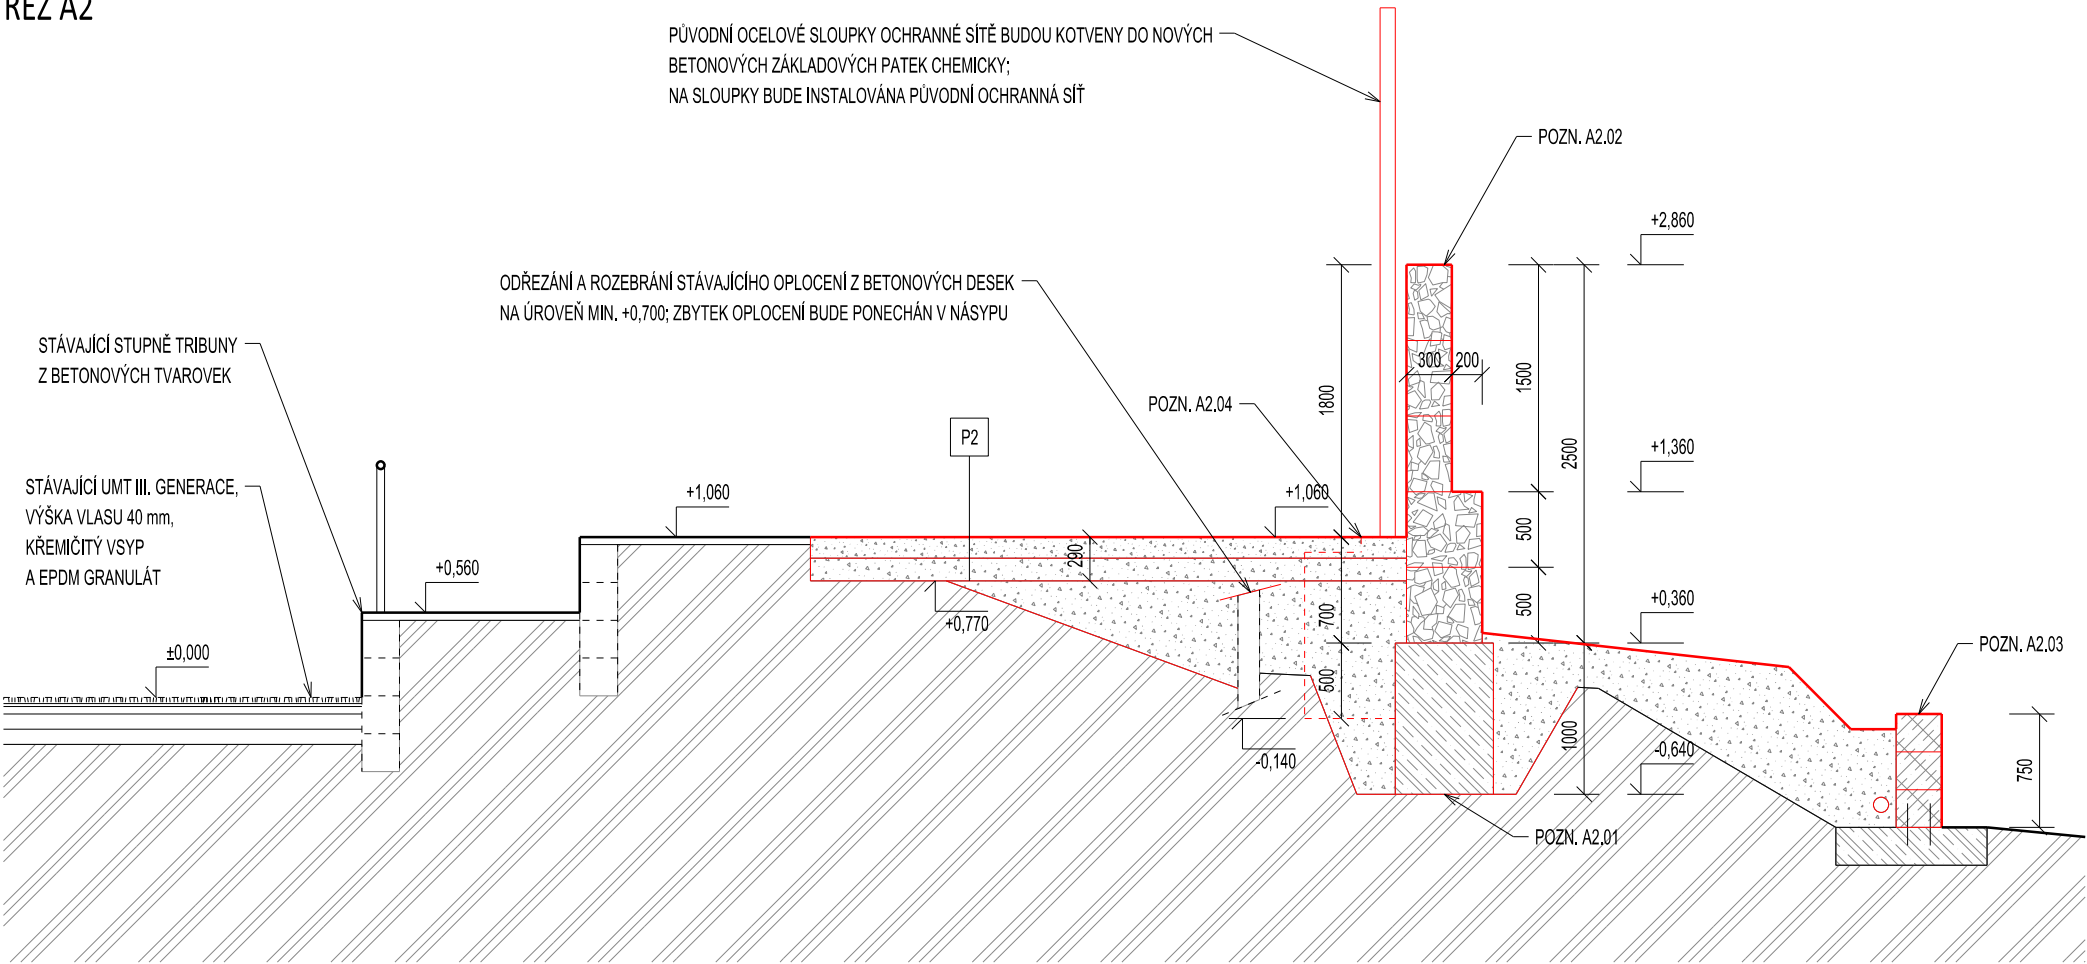 ŘEZ A2
PŮVODNÍ OCELOVÉ SLOUPKY OCHRANNÉ SÍTĚ BUDOU KOTVENY DO NOVÝCH
BETONOVÝCH ZÁKLADOVÝCH PATEK CHEMICKY;
NA SLOUPKY BUDE INSTALOVÁNA PŮVODNÍ OCHRANNÁ SÍŤ
POZN. A2.02
+2,860
ODŘEZÁNÍ A ROZEBRÁNÍ STÁVAJÍCÍHO OPLOCENÍ Z BETONOVÝCH DESEK
NA ÚROVEŇ MIN. +0,700; ZBYTEK OPLOCENÍ BUDE PONECHÁN V NÁSYPU
STÁVAJÍCÍ STUPNĚ TRIBUNY
Z BETONOVÝCH TVAROVEK
300
200
1800
1500
POZN. A2.04
P2
2500
+1,360
STÁVAJÍCÍ UMT III. GENERACE,
VÝŠKA VLASU 40 mm,
KŘEMIČITÝ VSYP
A EPDM GRANULÁT
+1,060
+1,060
500
290
+0,560
500
+0,360
+0,770
700
±0,000
POZN. A2.03
500
1000
-0,140
-0,640
750
POZN. A2.01